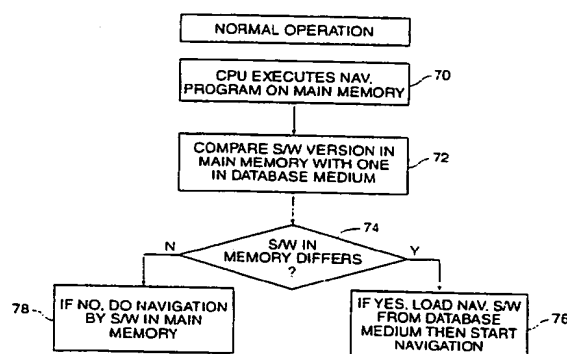 NORMAL OPERATION
CPU EXECUTES NAV.
PROGRAM ON MAIN MEMORY
70
COMPARE S/W VERSION IN
MAIN MEMORY WITH ONE
IN DATABASE MEDIUM
72
74
S/W IN
MEMORY DIFFERS
?
N
Y
78
IF NO, DO NAVIGATION
BY S/W IN MAIN
MEMORY
IF YES, LOAD NAV. S/W
FROM DATABASE
MEDIUM THEN START
NAVIGATION
76